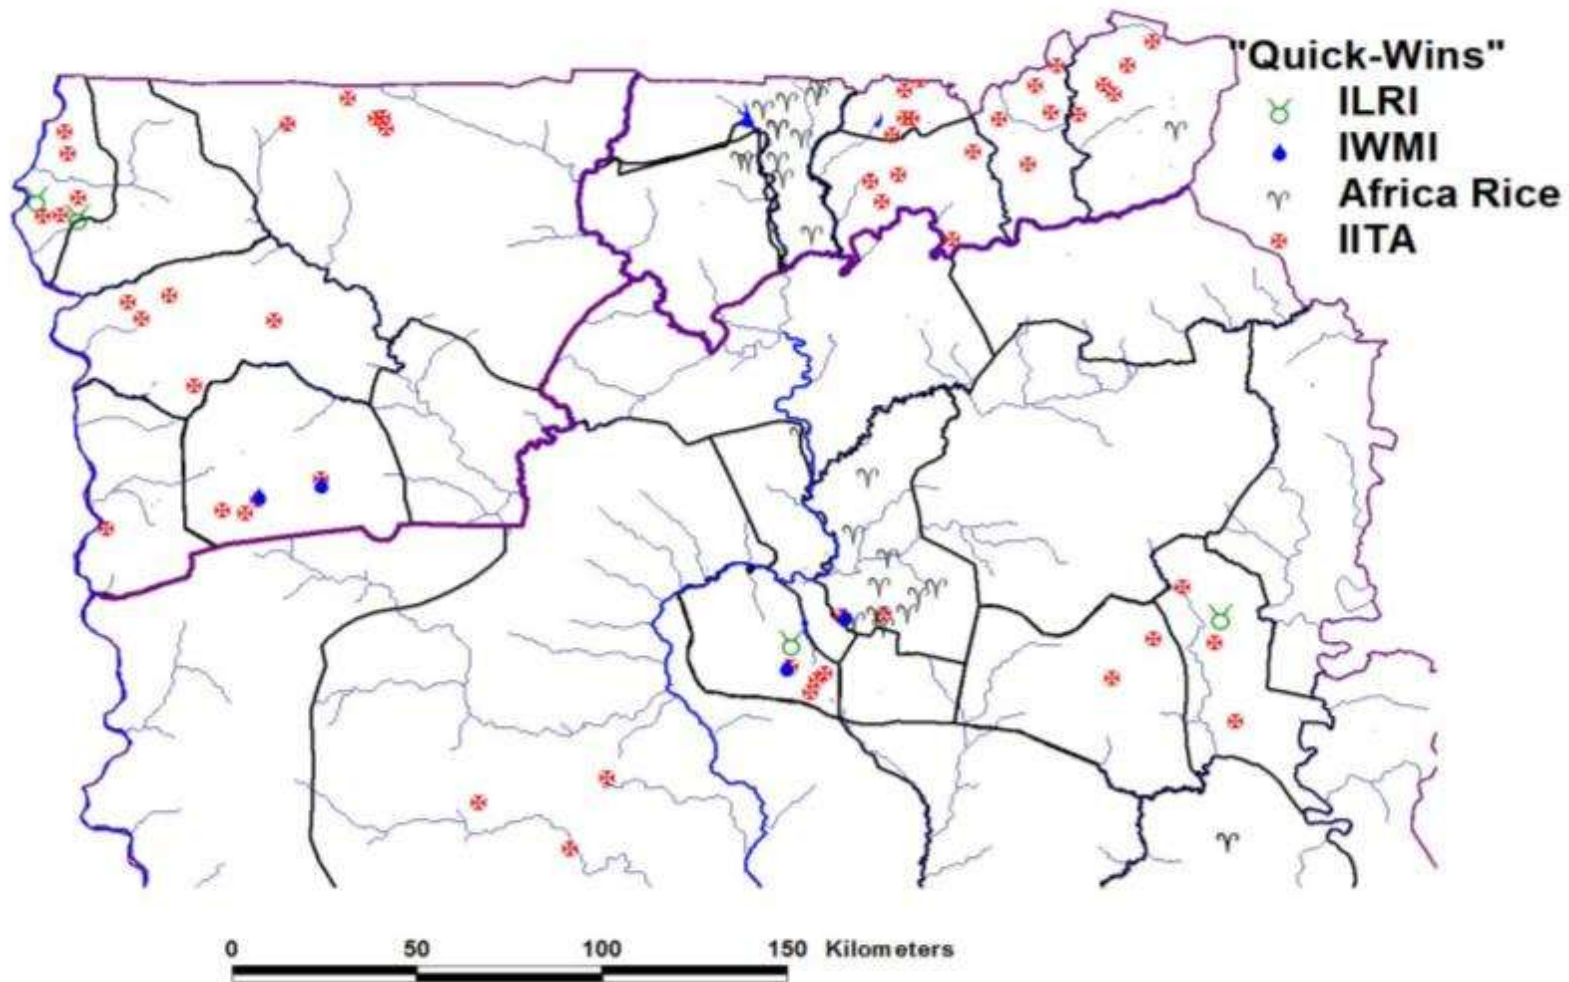 "Quick-Wins"
ILRI
IWMI
Africa Rice
IITA
0 50 100 150 Kilometers